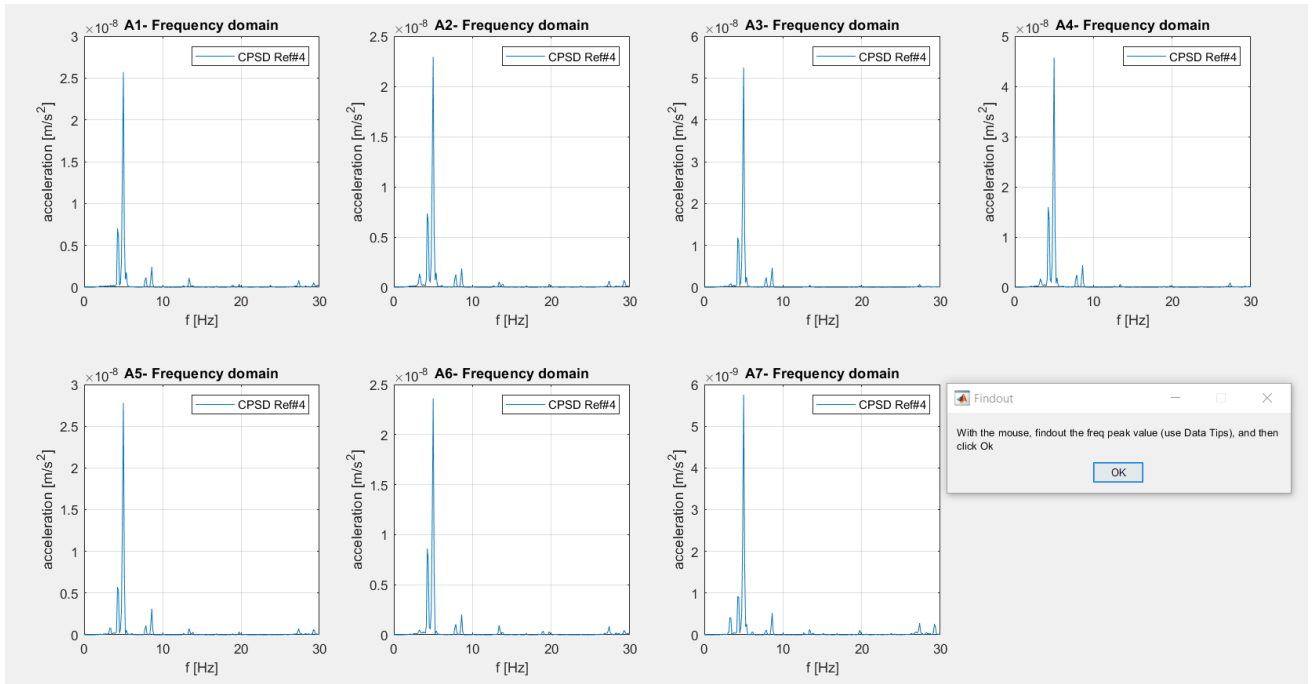 ×10^-8 A1- Frequency domain
CPSD Ref#4
acceleration [m/s^2]
3
2.5
2
1.5
1
0.5
0
0 10 20 30
f [Hz]
×10^-8 A2- Frequency domain
CPSD Ref#4
acceleration [m/s^2]
2.5
2
1.5
1
0.5
0
0 10 20 30
f [Hz]
×10^-8 A3- Frequency domain
CPSD Ref#4
acceleration [m/s^2]
6
5
4
3
2
1
0
0 10 20 30
f [Hz]
×10^-8 A4- Frequency domain
CPSD Ref#4
acceleration [m/s^2]
5
4
3
2
1
0
0 10 20 30
f [Hz]
×10^-8 A5- Frequency domain
CPSD Ref#4
acceleration [m/s^2]
3
2.5
2
1.5
1
0.5
0
0 10 20 30
f [Hz]
×10^-8 A6- Frequency domain
CPSD Ref#4
acceleration [m/s^2]
2.5
2
1.5
1
0.5
0
0 10 20 30
f [Hz]
×10^-9 A7- Frequency domain
CPSD Ref#4
acceleration [m/s^2]
6
5
4
3
2
1
0
0 10 20 30
f [Hz]
Findout
With the mouse, findout the freq peak value (use Data Tips), and then
click Ok
OK